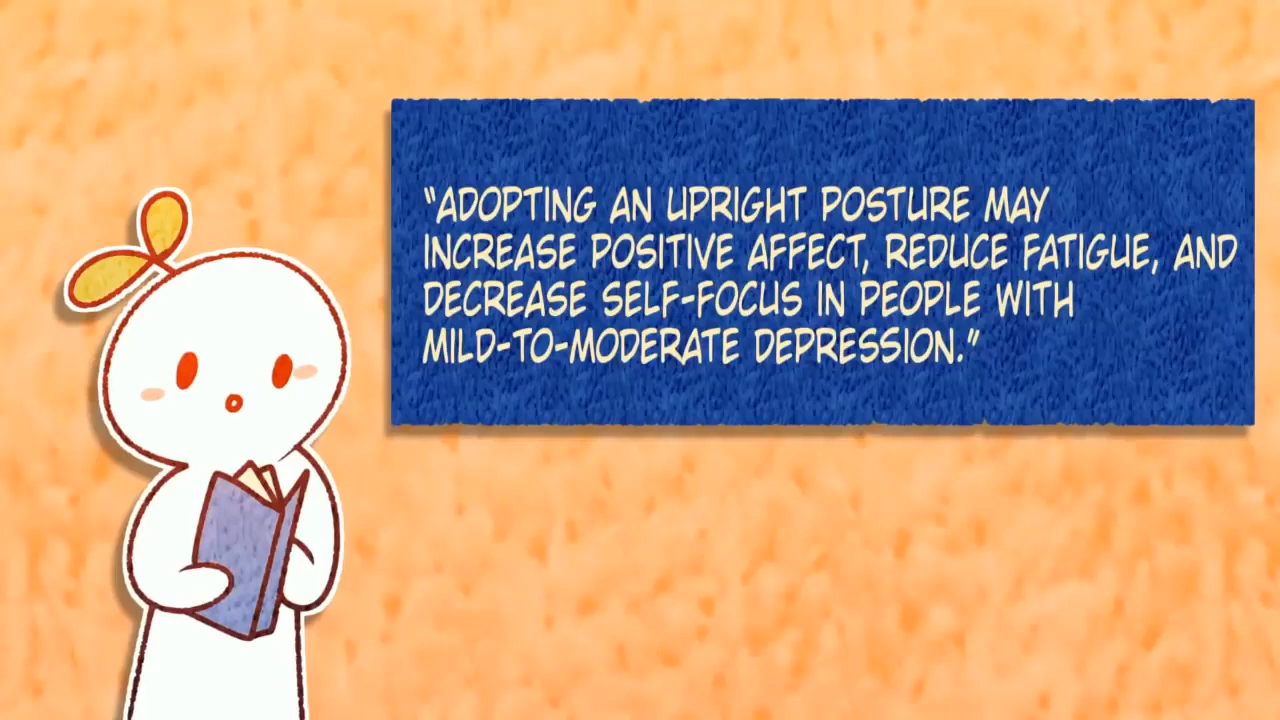 “ADOPTING AN UPRIGHT POSTURE MAY
INCREASE POSITIVE AFFECT, REDUCE FATIGUE, AND
DECREASE SELF-FOCUS IN PEOPLE WITH
MILD-TO-MODERATE DEPRESSION.”